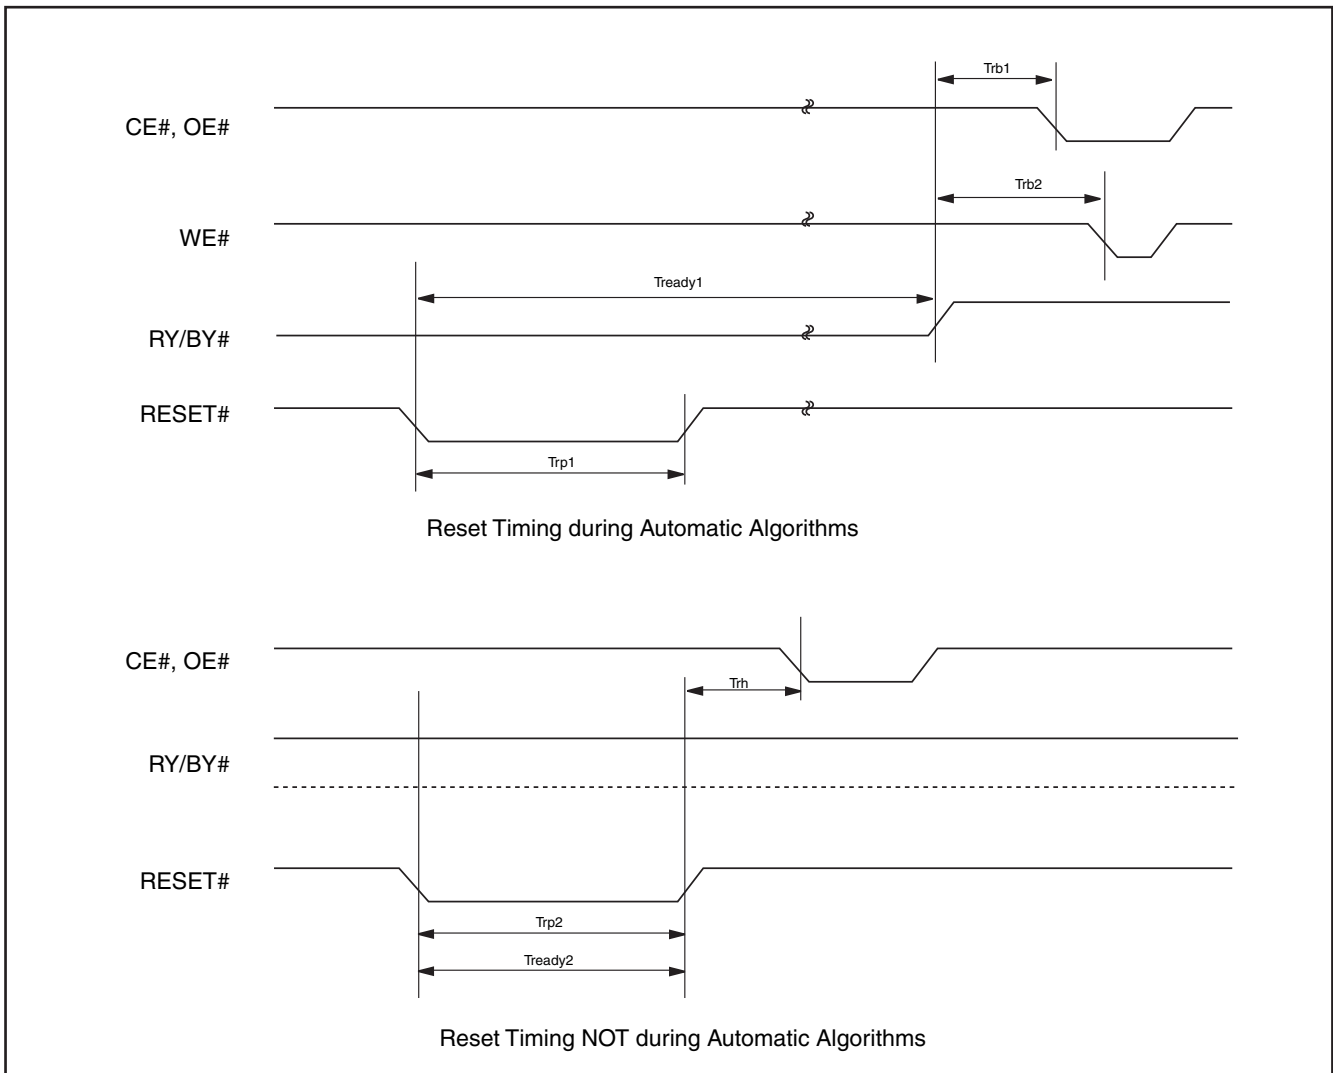 Trb1
CE#, OE#
Trb2
WE#
Tready1
RY/BY#
RESET#
Trp1
Reset Timing during Automatic Algorithms
CE#, OE#
Trh
RY/BY#
RESET#
Trp2
Tready2
Reset Timing NOT during Automatic Algorithms